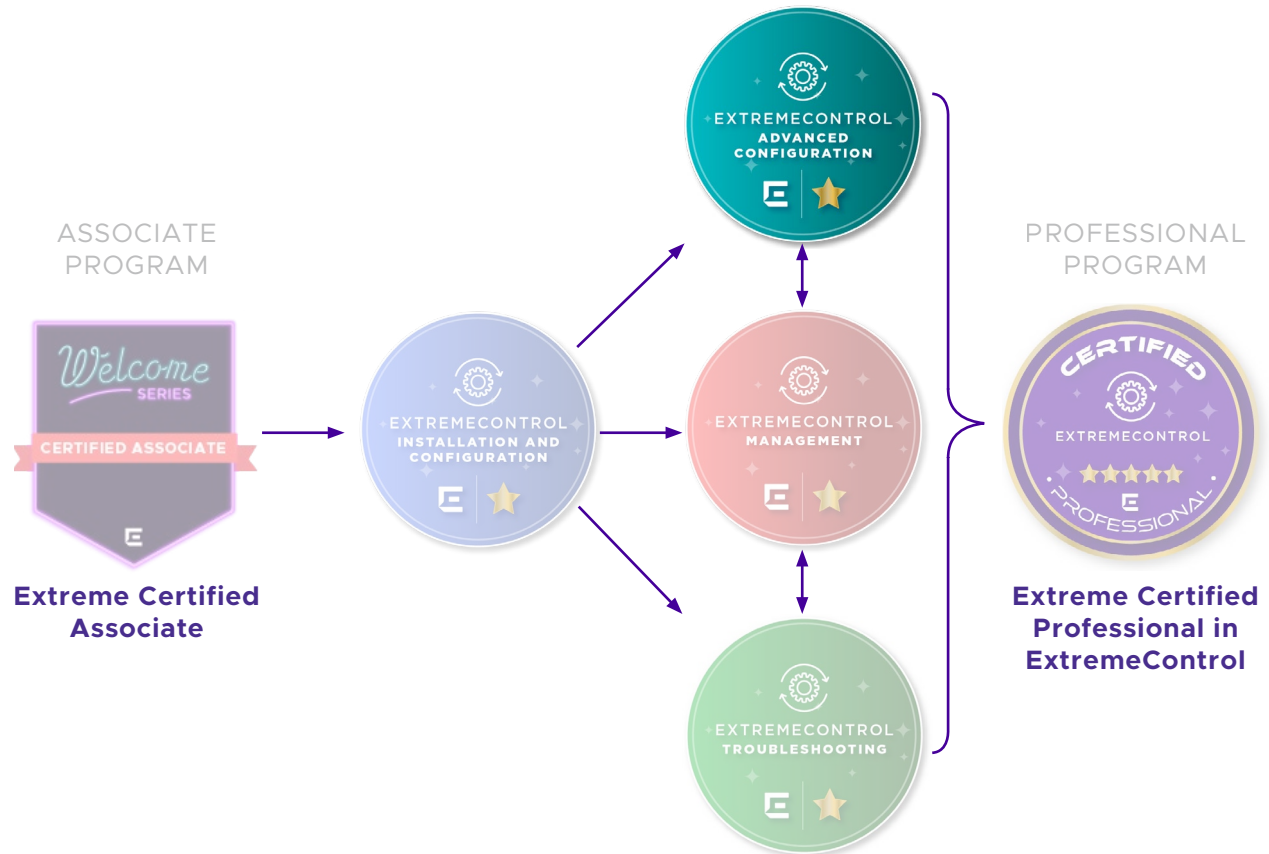 ASSOCIATE
PROGRAM
Welcome
SERIES
CERTIFIED ASSOCIATE
Extreme Certified
Associate
EXTREMECONTROL
INSTALLATION AND
CONFIGURATION
EXTREMECONTROL
ADVANCED
CONFIGURATION
EXTREMECONTROL
MANAGEMENT
EXTREMECONTROL
TROUBLESHOOTING
PROFESSIONAL
PROGRAM
CERTIFIED
EXTREMECONTROL
PROFESSIONAL
Extreme Certified
Professional in
ExtremeControl